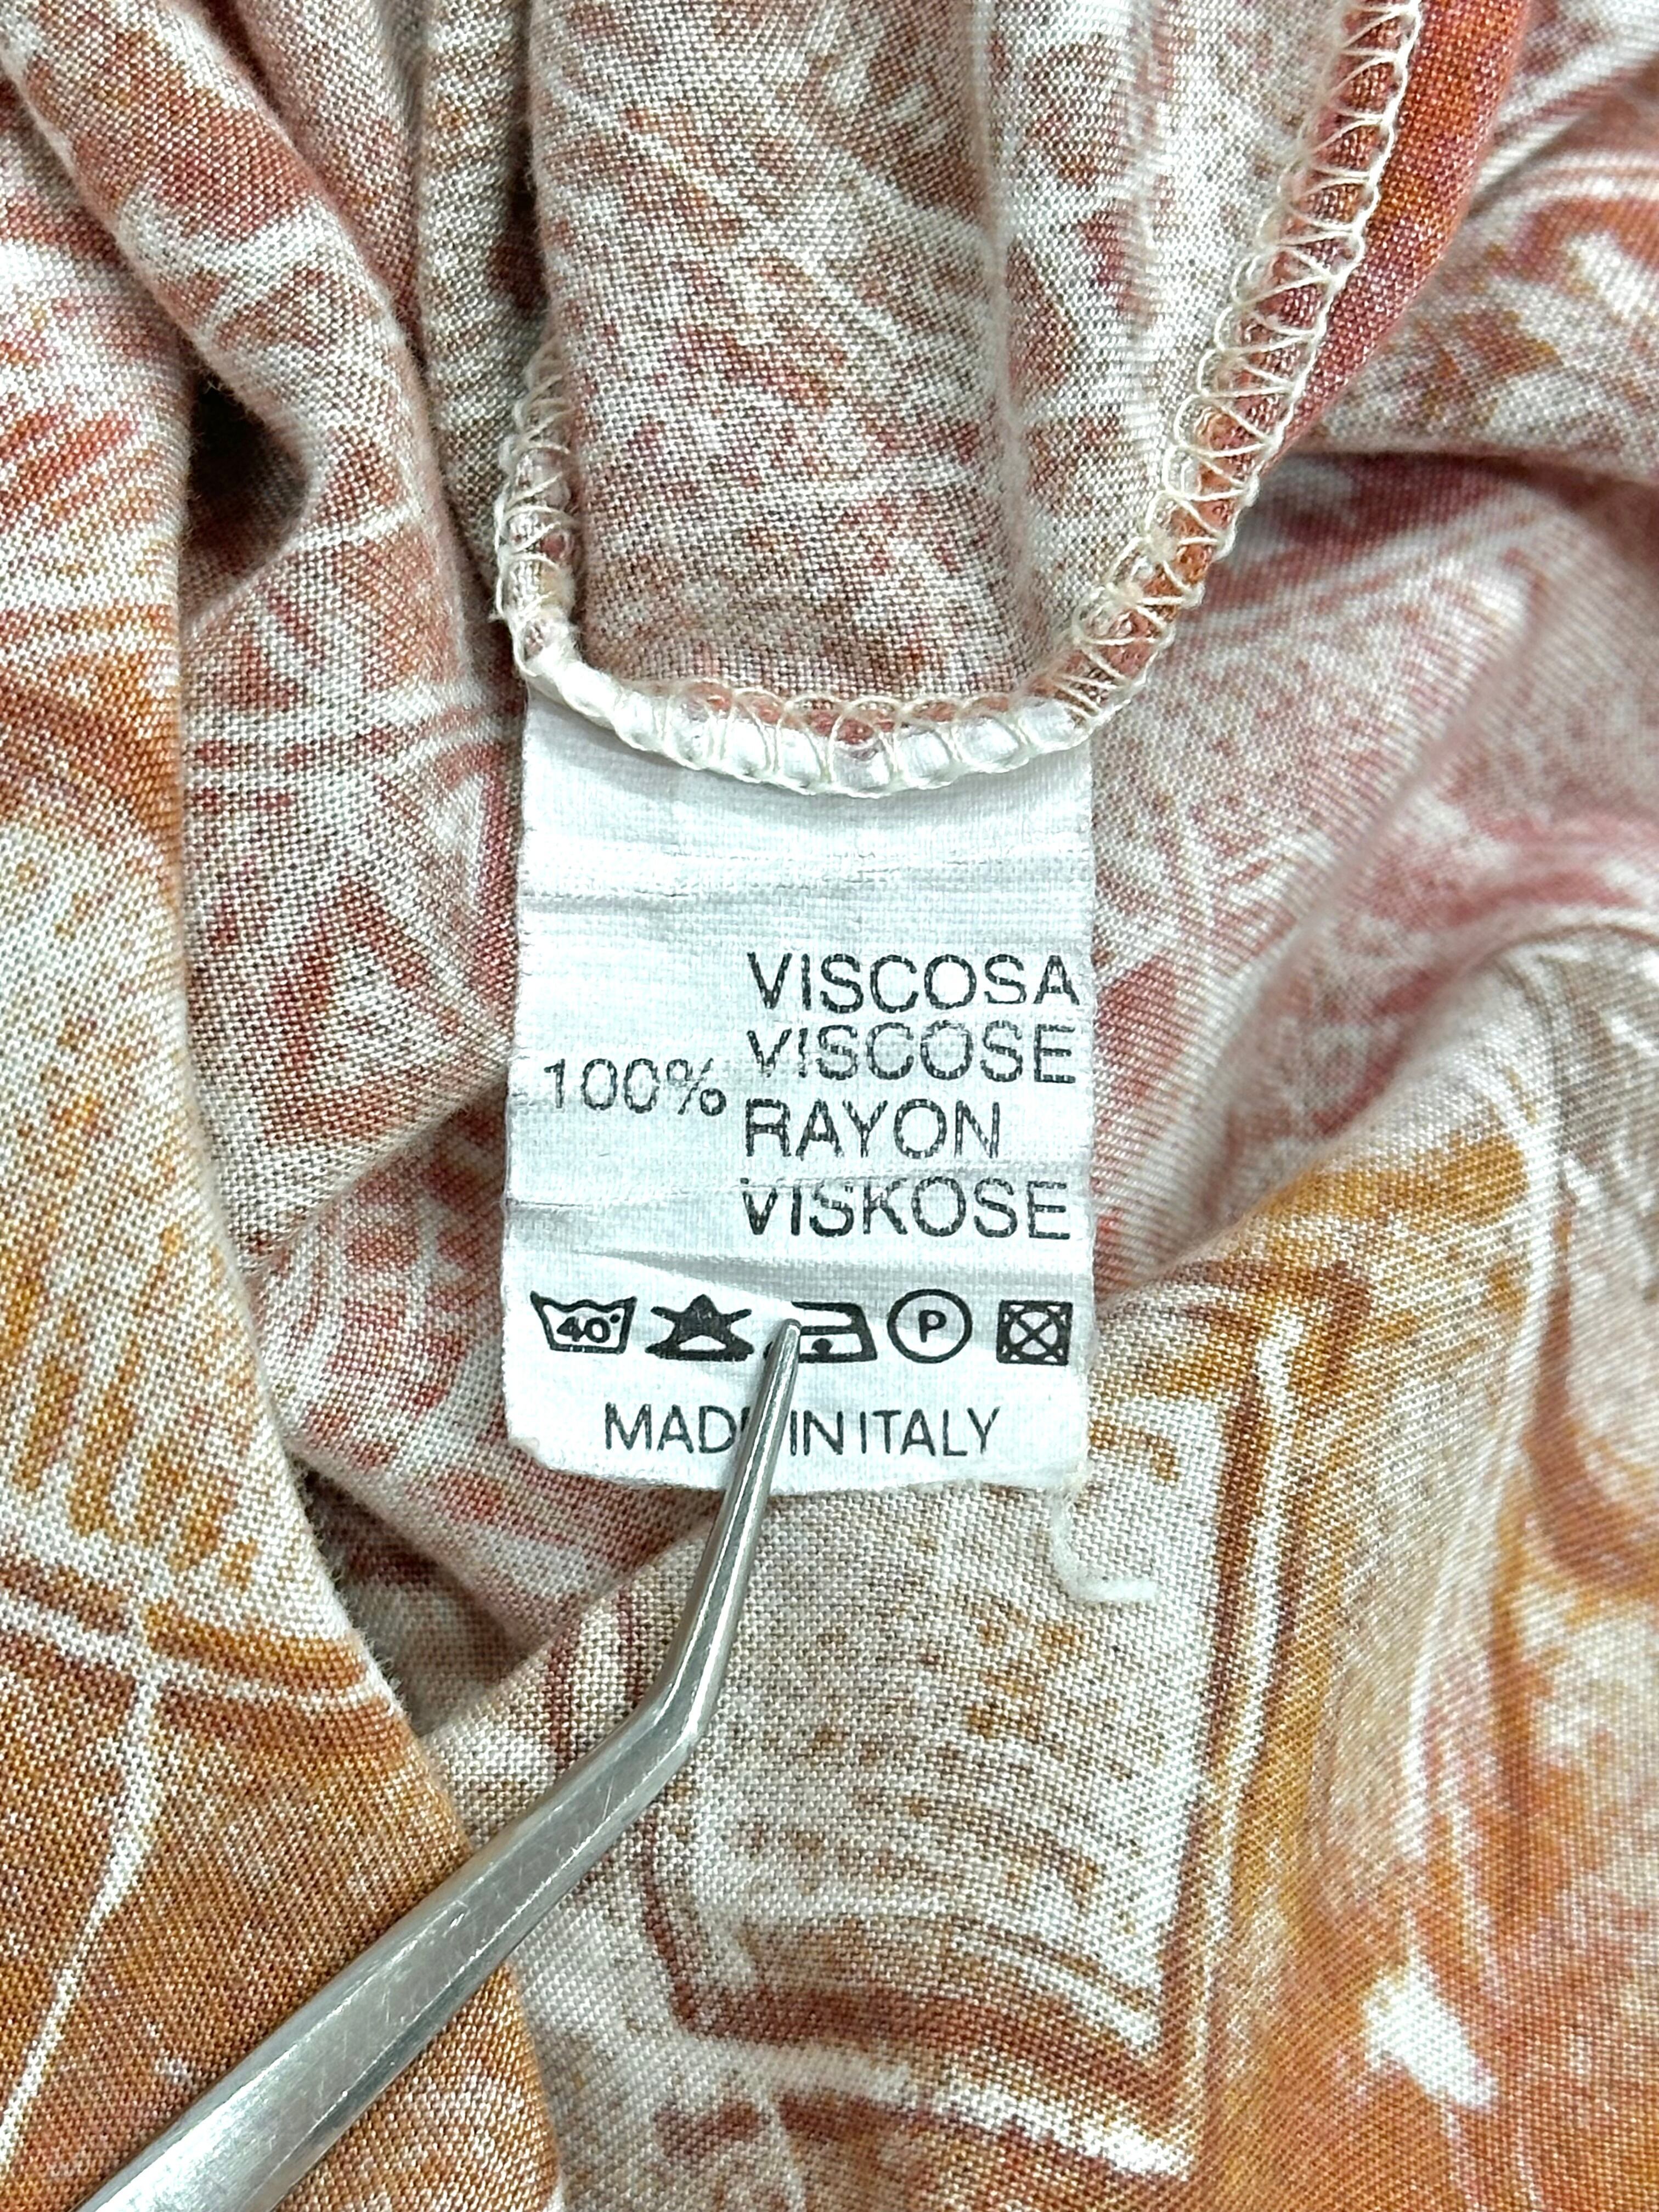 VISCOSA
VISCOSE
100%
RAYON
VISKOSE
40° P
MADE IN ITALY